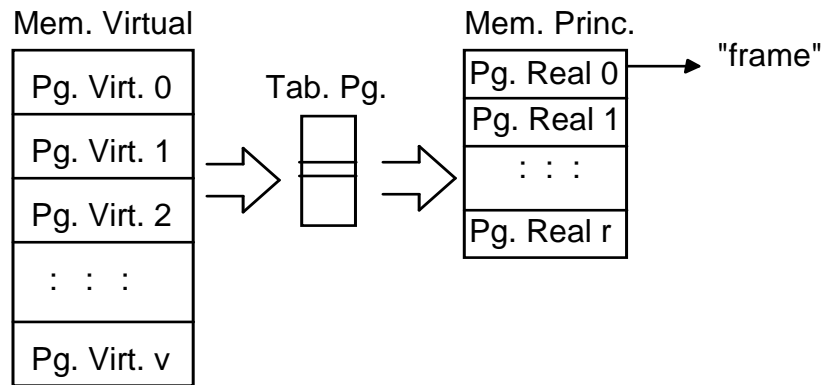 Mem. Virtual
Pg. Virt. 0
Pg. Virt. 1
Pg. Virt. 2
: : :
Pg. Virt. v
Tab. Pg.
Mem. Princ.
Pg. Real 0
Pg. Real 1
: : :
Pg. Real r
"frame"